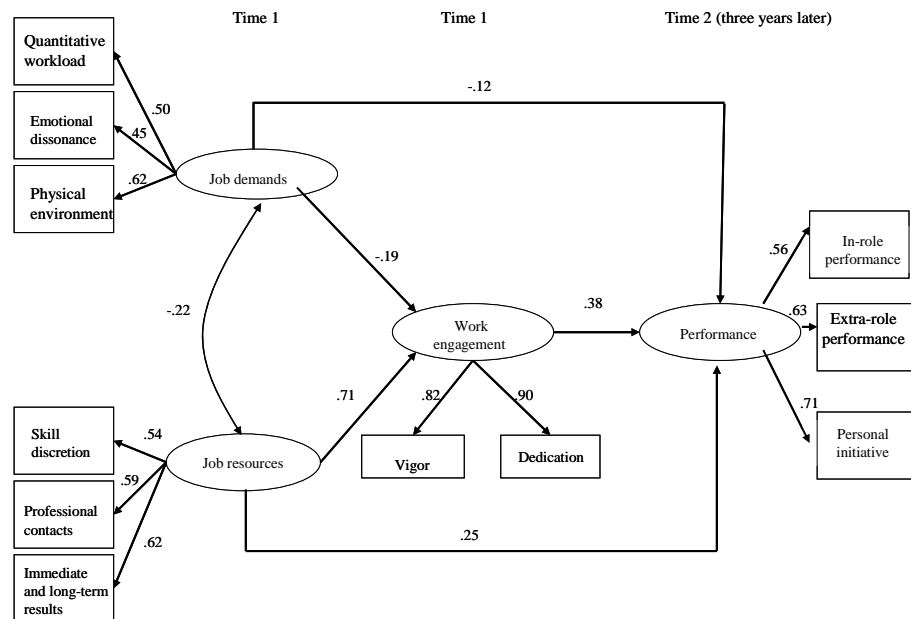 Time 1
Time 1
Time 2 (three years later)
Quantitative
workload
.50
-.12
Emotional
dissonance
.45
Physical
environment
.62
Job demands
In-role
performance
.56
-.19
-.22
Work
engagement
.38
Performance
.63
Extra-role
performance
.71
.82
.90
.71
Skill
discretion
.54
Job resources
Vigor
Dedication
Personal
initiative
.59
Professional
contacts
.62
.25
Immediate
and long-term
results